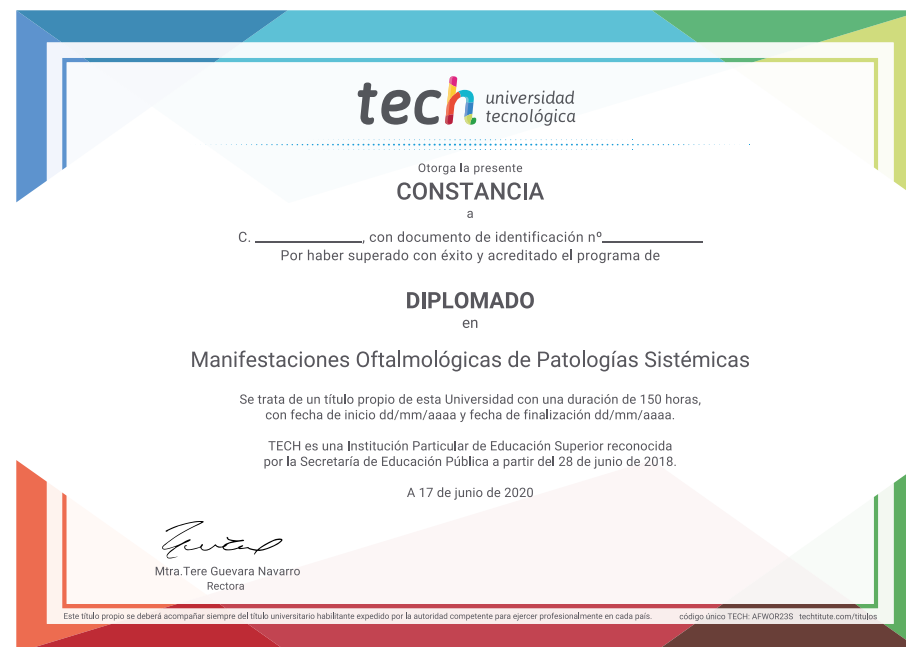 tech universidad
tecnológica
Otorga la presente
CONSTANCIA
a
C. ____________, con documento de identificación nº____________
Por haber superado con éxito y acreditado el programa de
DIPLOMADO
en
Manifestaciones Oftalmológicas de Patologías Sistémicas
Se trata de un título propio de esta Universidad con una duración de 150 horas,
con fecha de inicio dd/mm/aaaa y fecha de finalización dd/mm/aaaa.
TECH es una Institución Particular de Educación Superior reconocida
por la Secretaría de Educación Pública a partir del 28 de junio de 2018.
A 17 de junio de 2020
Mtra.Tere Guevara Navarro
Rectora
Este título propio se deberá acompañar siempre del título universitario habilitante expedido por la autoridad competente para ejercer profesionalmente en cada país. código único TECH: AFWOR23S techtitute.com/titulos